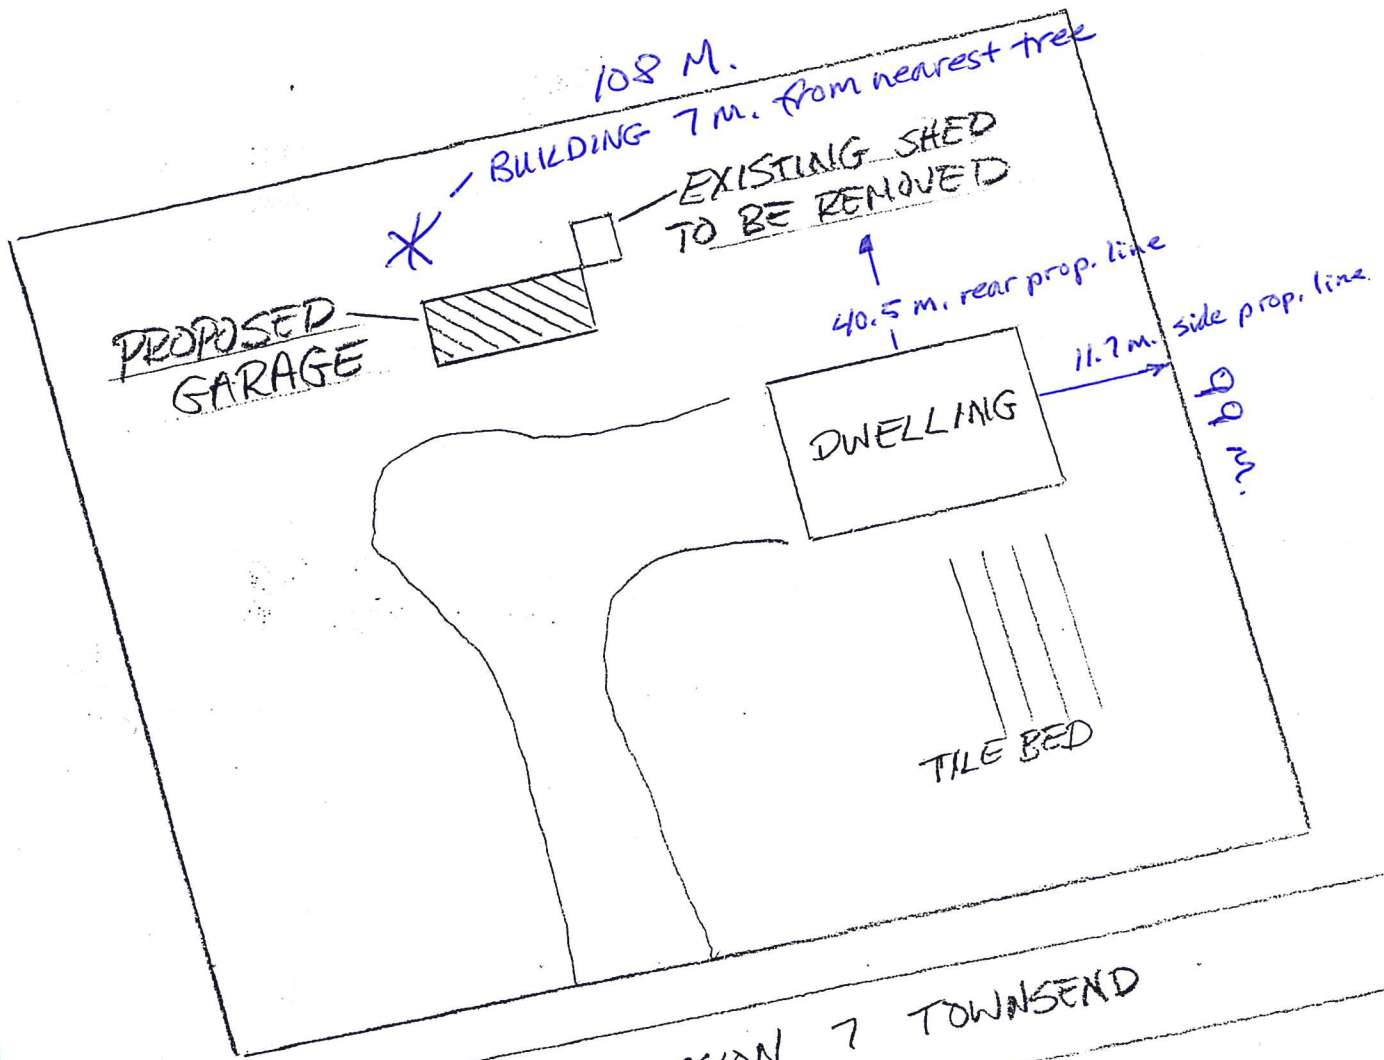 108 M.
BUILDING 7 M. from nearest tree
EXISTING SHED
TO BE REMOVED
PROPOSED
GARAGE
40.5 m. rear prop. line
11.7 m. side prop. line
DWELLING
99 m.
TILE BED
7 TOWNSEND